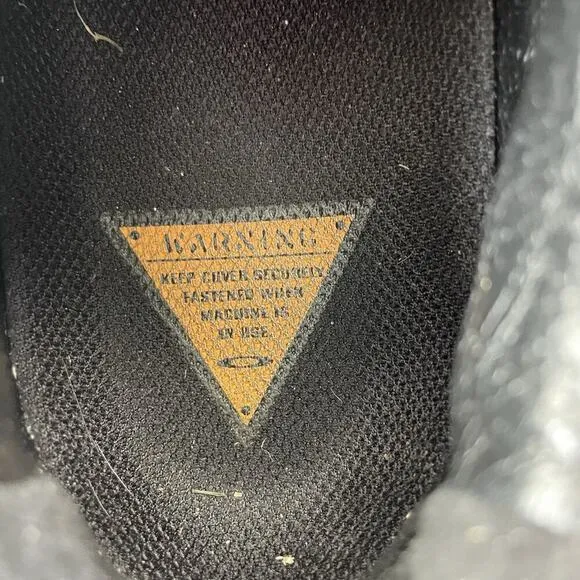 WARNING
KEEP COVER SECURELY
FASTENED WHEN
MACHINE IS
IN USE.